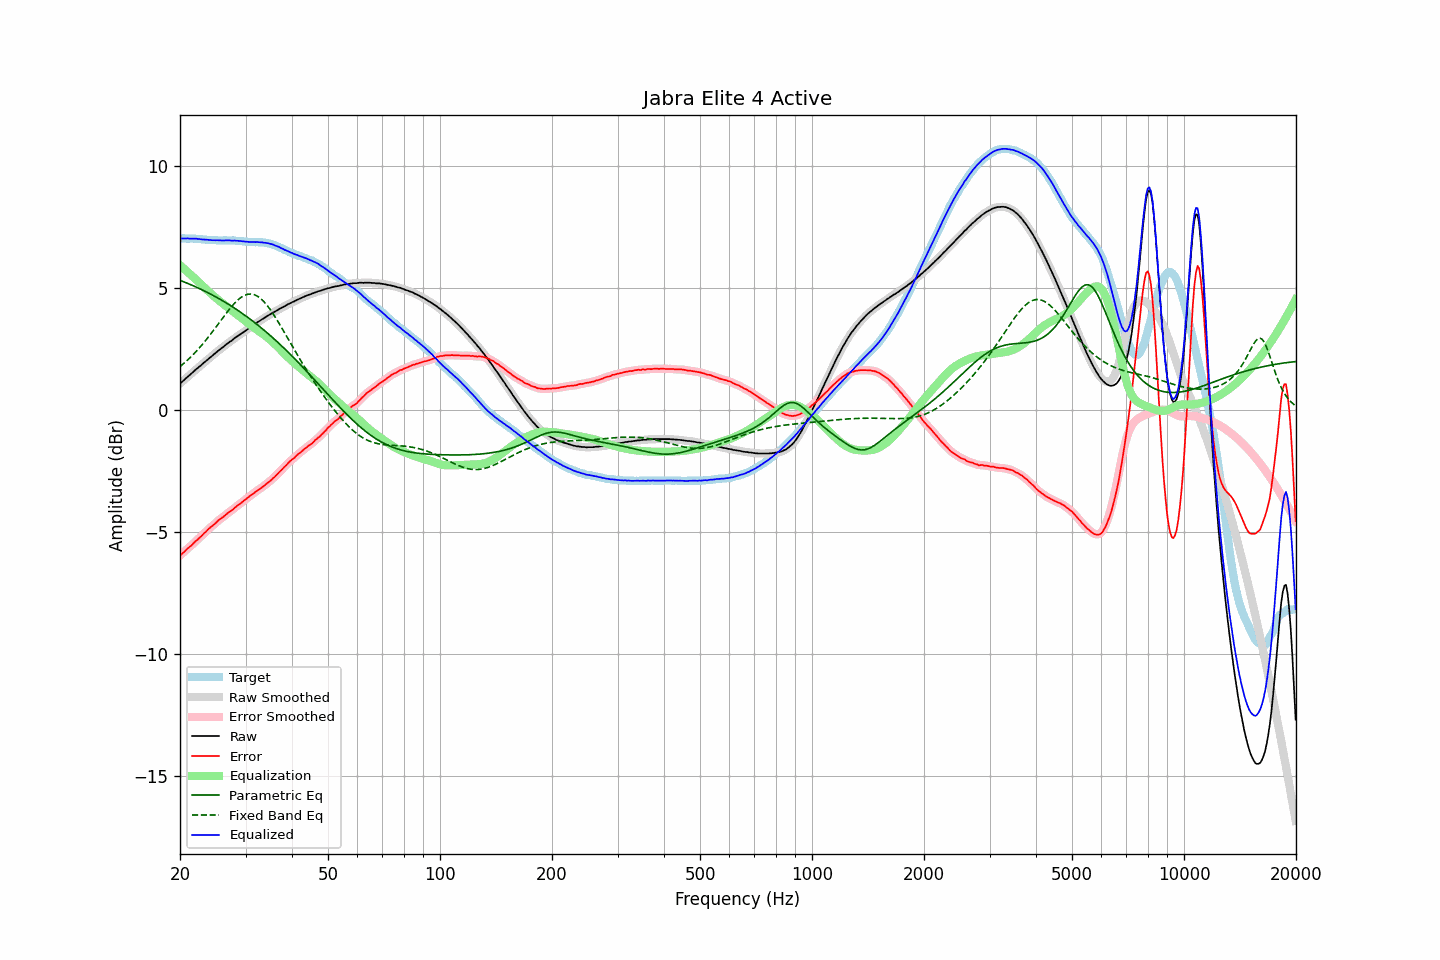 Jabra Elite 4 Active
Amplitude (dBr)
10
5
0
−5
−10
−15
Target
Raw Smoothed
Error Smoothed
Raw
Error
Equalization
Parametric Eq
Fixed Band Eq
Equalized
20 50 100 200 500 1000 2000 5000 10000 20000
Frequency (Hz)